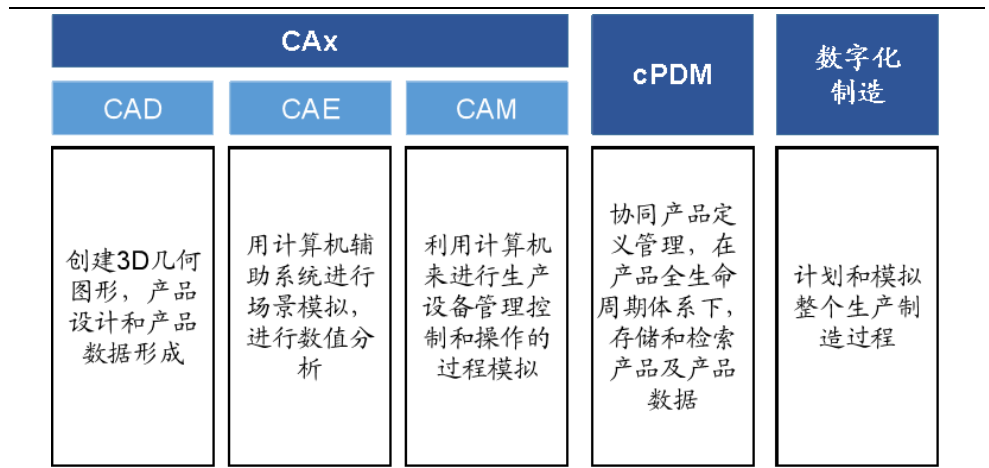 CAx
CAD
CAE
CAM
cPDM
数字化
制造
创建3D几何
图形，产品
设计和产品
数据形成
用计算机辅
助系统进行
场景模拟，
进行数值分
析
利用计算机
来进行生产
设备管理控
制和操作的
过程模拟
协同产品定
义管理，在
产品全生命
周期体系下，
存储和检索
产品及产品
数据
计划和模拟
整个生产制
造过程